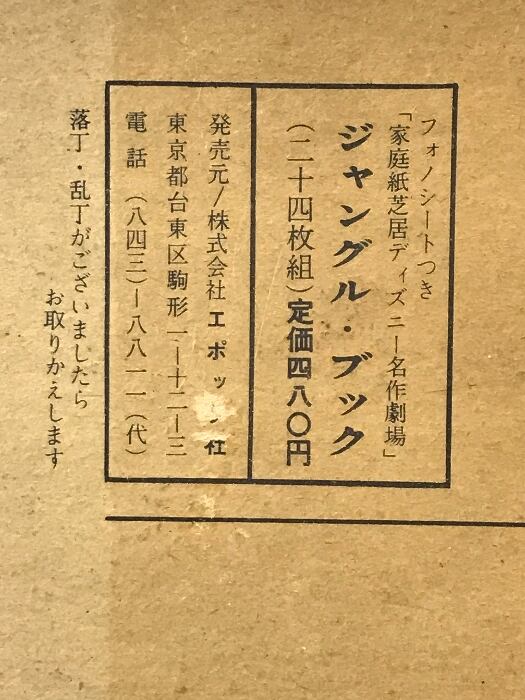 フォノシートつき
「家庭紙芝居ディズニー名作劇場」
ジャングル・ブック
(二十四枚組)定価四八〇円
発売元/株式会社エポッ 社
東京都台東区駒形一ー十二ー三
電話(八四三)ー八八一一(代)
落丁・乱丁がございましたら
お取りかえします